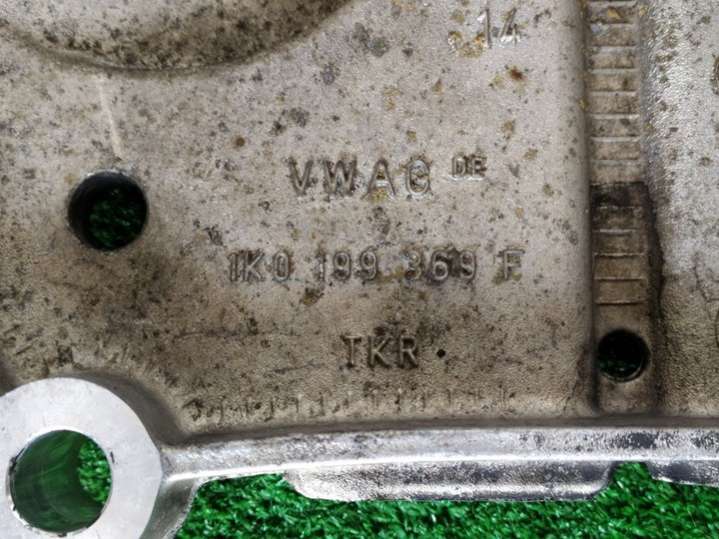 14
VWAG DE
1K0 199 369 F
TKR